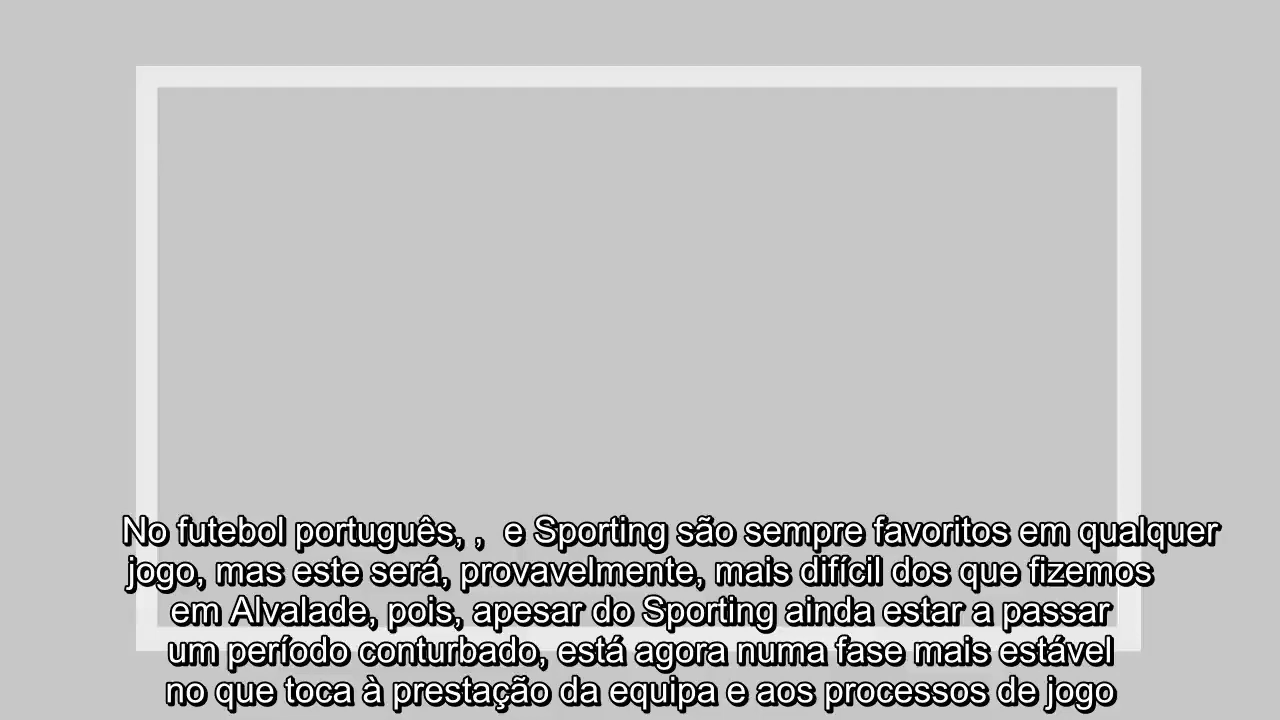 No futebol português, ,  e Sporting são sempre favoritos em qualquer
jogo, mas este será, provavelmente, mais difícil dos que fizemos
em Alvalade, pois, apesar do Sporting ainda estar a passar
um período conturbado, está agora numa fase mais estável
no que toca à prestação da equipa e aos processos de jogo